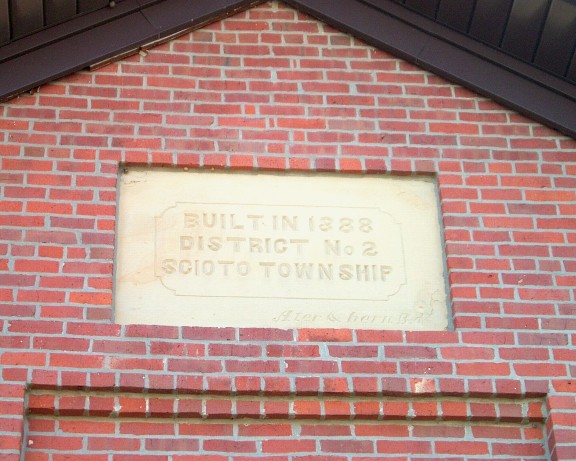 BUILT·IN 1888
DISTRICT No 2
SCIOTO TOWNSHIP